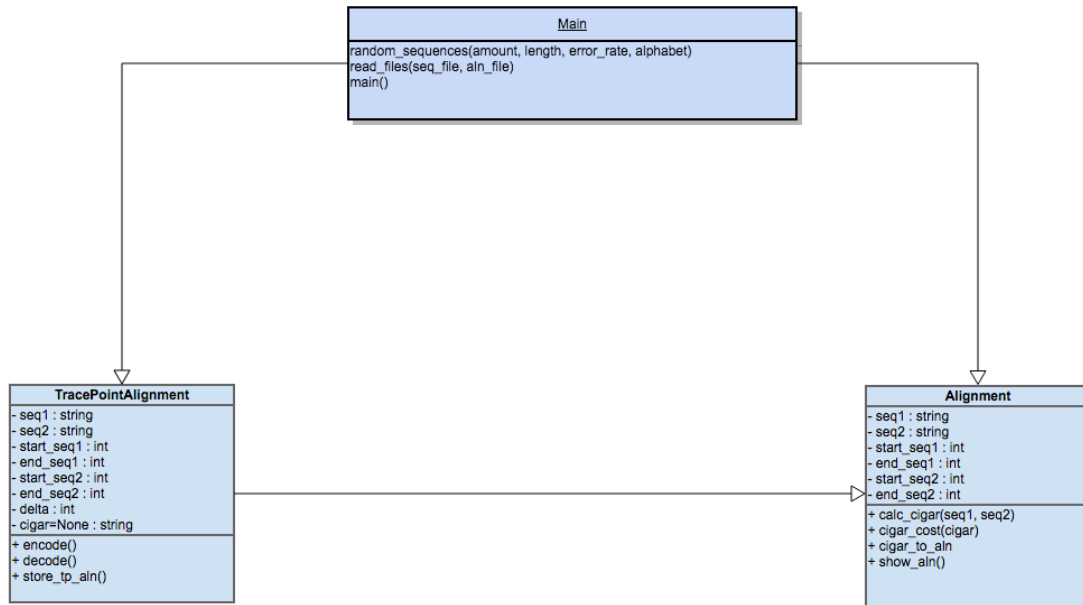 Main
random_sequences(amount, length, error_rate, alphabet)
read_files(seq_file, aln_file)
main()
TracePointAlignment
- seq1 : string
- seq2 : string
- start_seq1 : int
- end_seq1 : int
- start_seq2 : int
- end_seq2 : int
- delta : int
- cigar=None : string
+ encode()
+ decode()
+ store_tp_aln()
Alignment
- seq1 : string
- seq2 : string
- start_seq1 : int
- end_seq1 : int
- start_seq2 : int
- end_seq2 : int
+ calc_cigar(seq1, seq2)
+ cigar_cost(cigar)
+ cigar_to_aln
+ show_aln()